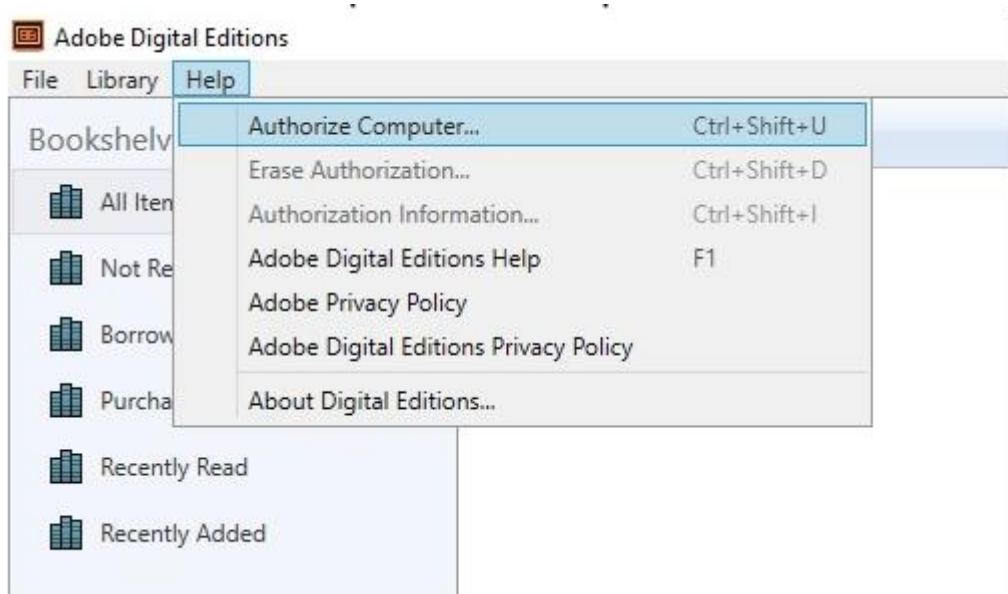 Adobe Digital Editions
File Library Help
Bookshelv
Authorize Computer... Ctrl+Shift+U
Erase Authorization... Ctrl+Shift+D
Authorization Information... Ctrl+Shift+I
Adobe Digital Editions Help F1
Adobe Privacy Policy
Adobe Digital Editions Privacy Policy
About Digital Editions...
All Iten
Not Re
Borrow
Purcha
Recently Read
Recently Added